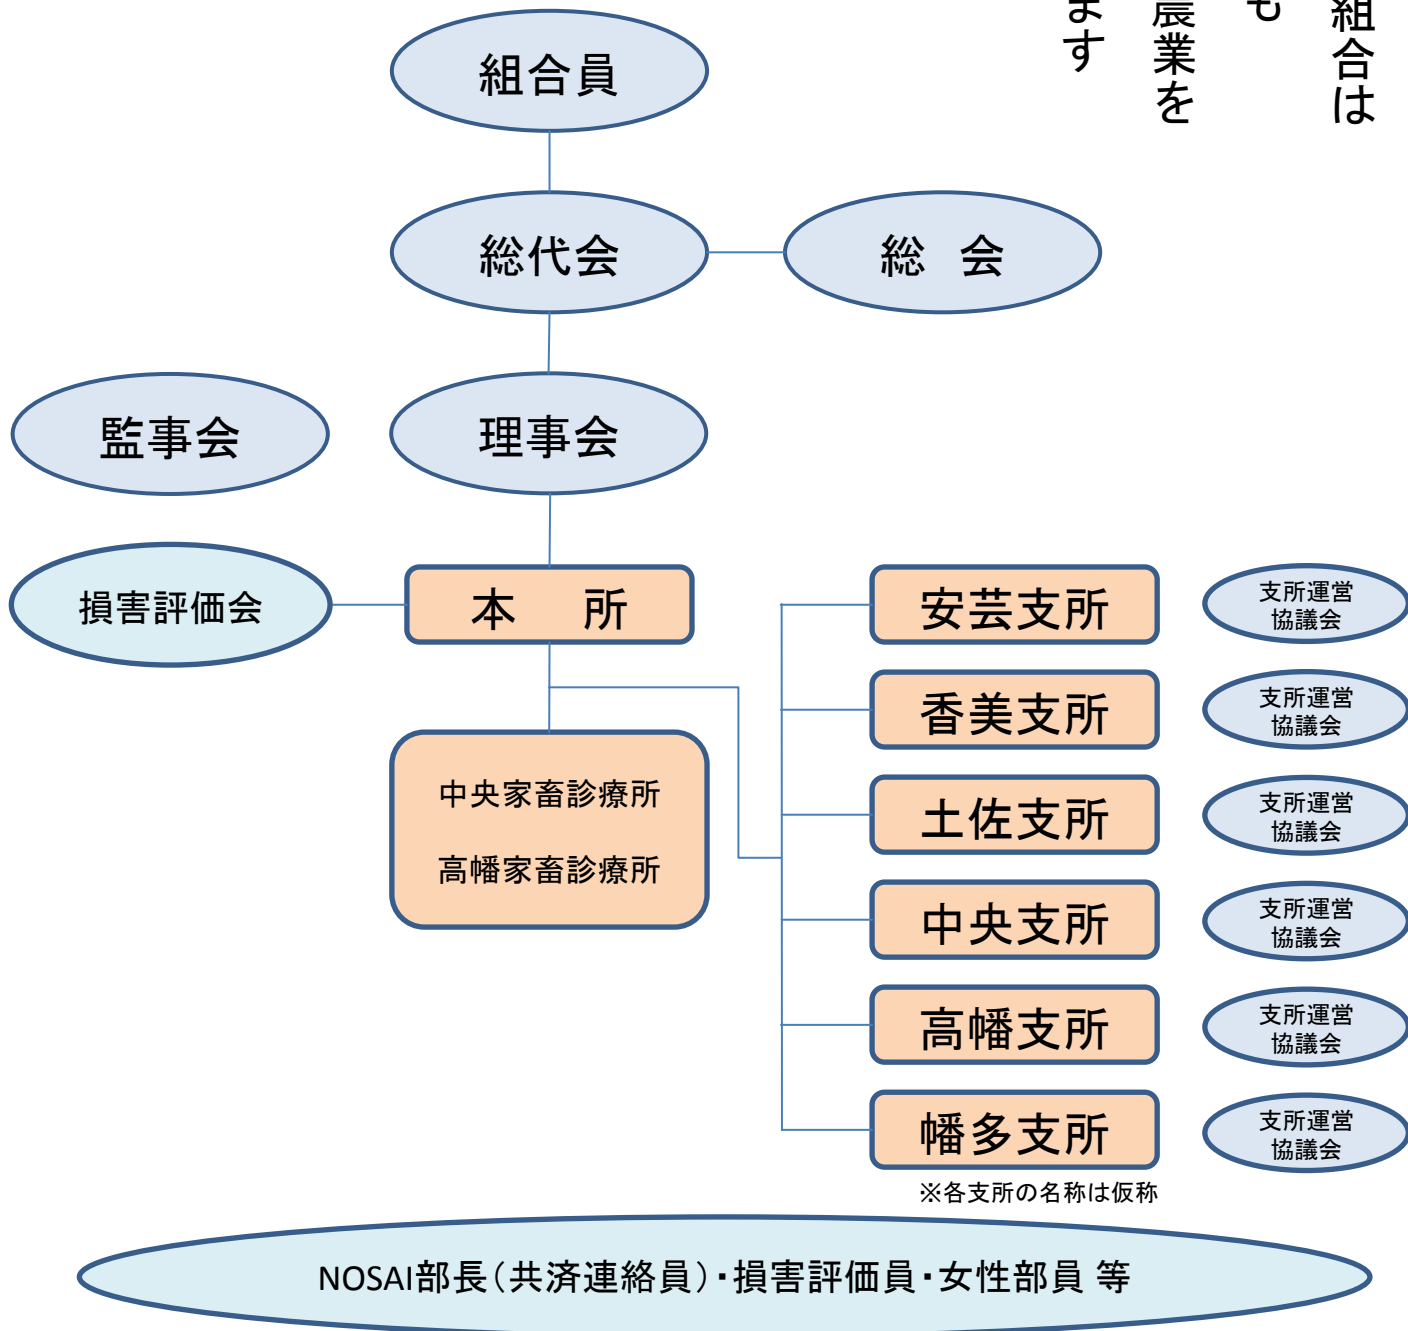 組合は
も
農業を
ます
組合員
総代会
総　会
監事会
理事会
損害評価会
本　所
中央家畜診療所
高幡家畜診療所
安芸支所
支所運営
協議会
香美支所
支所運営
協議会
土佐支所
支所運営
協議会
中央支所
支所運営
協議会
高幡支所
支所運営
協議会
幡多支所
支所運営
協議会
※各支所の名称は仮称
NOSAI部長（共済連絡員）・損害評価員・女性部員 等